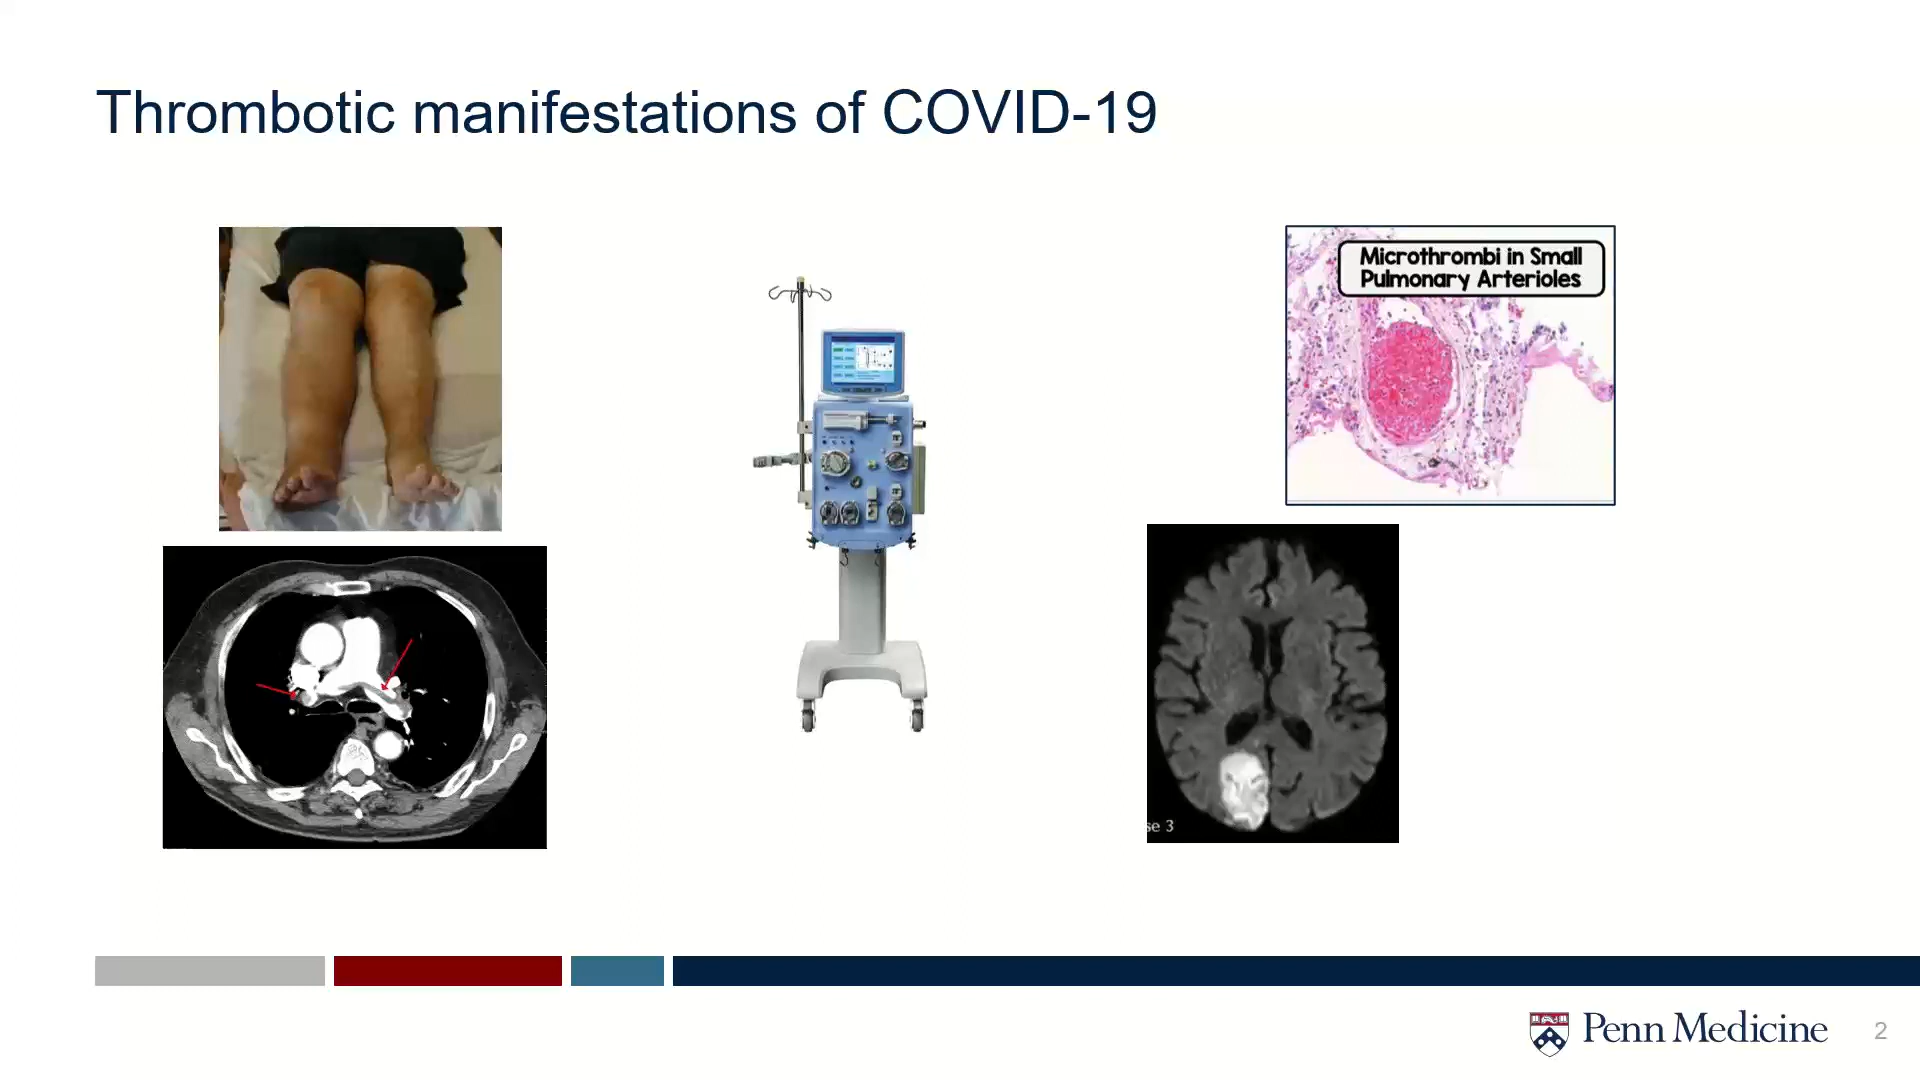 Thrombotic manifestations of COVID-19
Microthrombi in Small
Pulmonary Arterioles
se 3
Penn Medicine
2